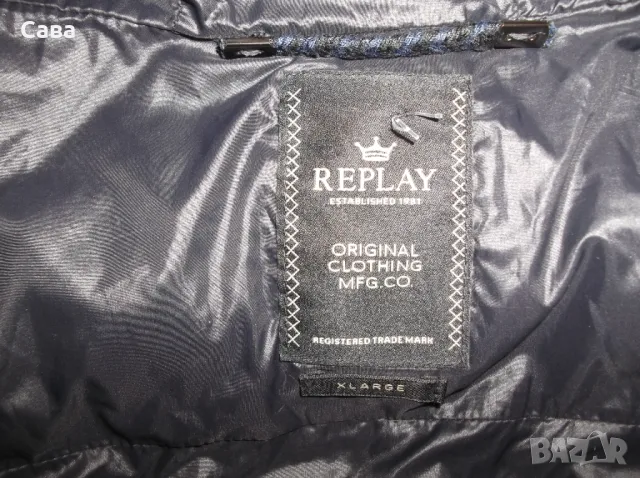 Сава
REPLAY
ESTABLISHED 1981
ORIGINAL
CLOTHING
MFG.CO.
REGISTERED TRADE MARK
XLARGE
BAZAR